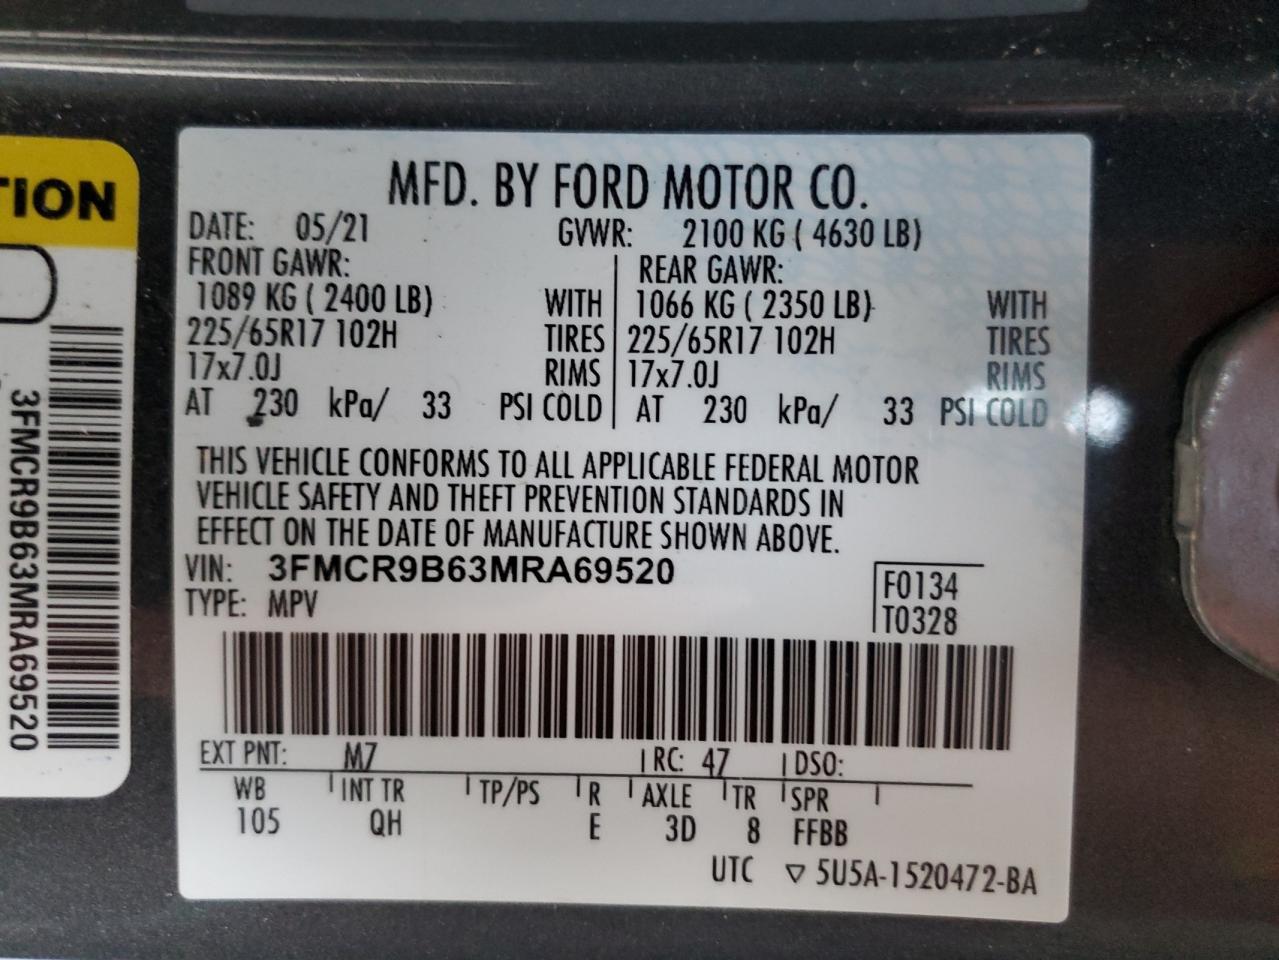 TION
3FMCR9B63MRA69520
MFD. BY FORD MOTOR CO.
DATE: 05/21 GVWR: 2100 KG ( 4630 LB)
FRONT GAWR: REAR GAWR:
1089 KG ( 2400 LB) WITH 1066 KG ( 2350 LB) WITH
225/65R17 102H TIRES 225/65R17 102H TIRES
17x7.0J RIMS 17x7.0J RIMS
AT 230 kPa/ 33 PSI COLD AT 230 kPa/ 33 PSI COLD
THIS VEHICLE CONFORMS TO ALL APPLICABLE FEDERAL MOTOR
VEHICLE SAFETY AND THEFT PREVENTION STANDARDS IN
EFFECT ON THE DATE OF MANUFACTURE SHOWN ABOVE.
VIN: 3FMCR9B63MRA69520 F0134
TYPE: MPV T0328
EXT PNT: M7 RC: 47 DSO:
WB INT TR TP/PS R AXLE TR SPR
105 QH E 3D 8 FFBB
UTC ▽ 5U5A-1520472-BA